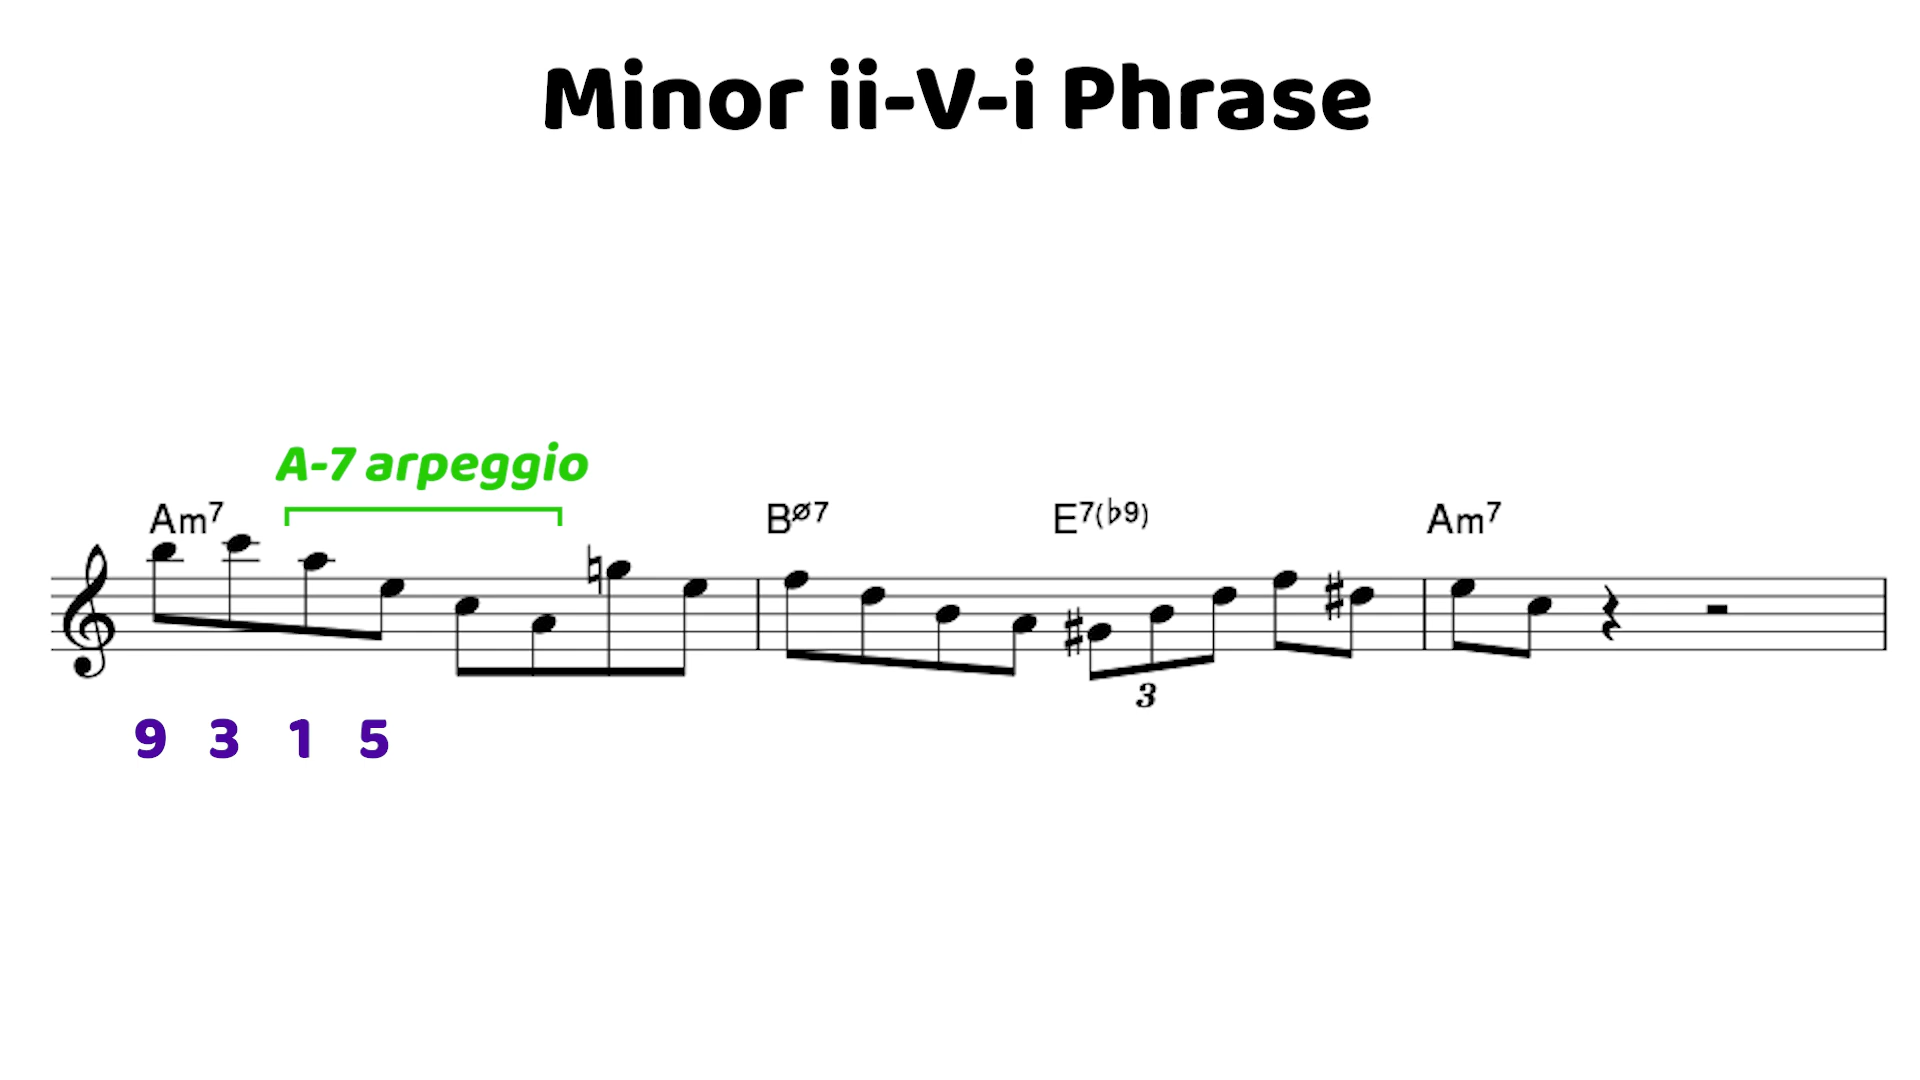 Minor ii-V-i Phrase
A-7 arpeggio
Am7 Bø7 E7(♭9) Am7
3
9 3 1 5